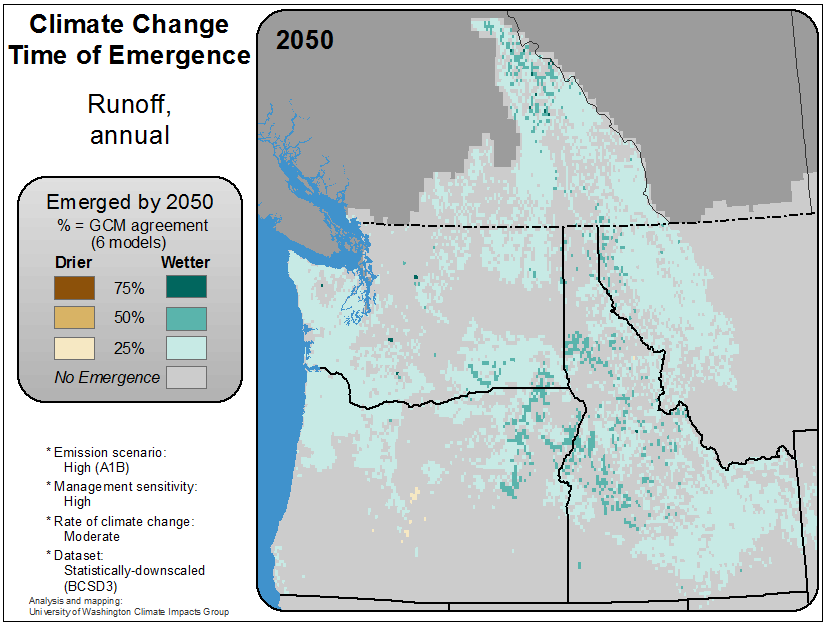 Climate Change
Time of Emergence
Runoff,
annual
Emerged by 2050
% = GCM agreement
(6 models)
Drier Wetter
75%
50%
25%
No Emergence
* Emission scenario:
High (A1B)
* Management sensitivity:
High
* Rate of climate change:
Moderate
* Dataset:
Statistically-downscaled
(BCSD3)
Analysis and mapping:
University of Washington Climate Impacts Group
2050